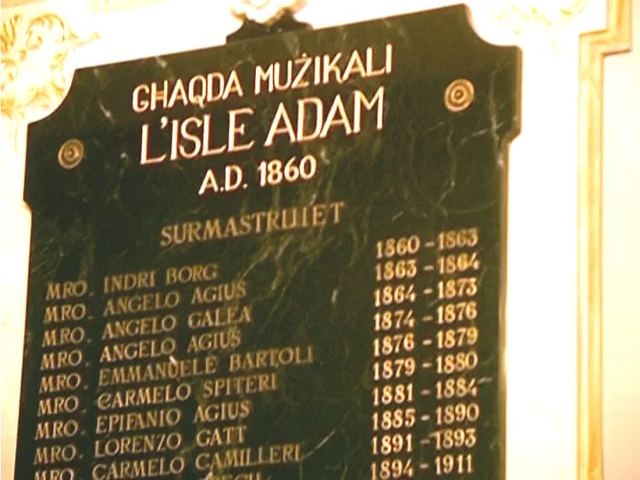 GĦAQDA MUŻIKALI
L'ISLE ADAM
A.D. 1860
SURMASTRIJIET
MRO. INDRI BORG 1860 - 1863
MRO. ANGELO AGIUS 1863 - 1864
MRO. ANGELO GALEA 1864 - 1873
MRO. ANGELO AGIUS 1874 - 1876
MRO. EMMANUELE BARTOLI 1876 - 1879
MRO. CARMELO SPITERI 1879 - 1880
MRO. EPIFANIO AGIUS 1881 - 1884
MRO. LORENZO GATT 1885 - 1890
MRO. CARMELO CAMILLERI 1891 - 1893
1894 - 1911